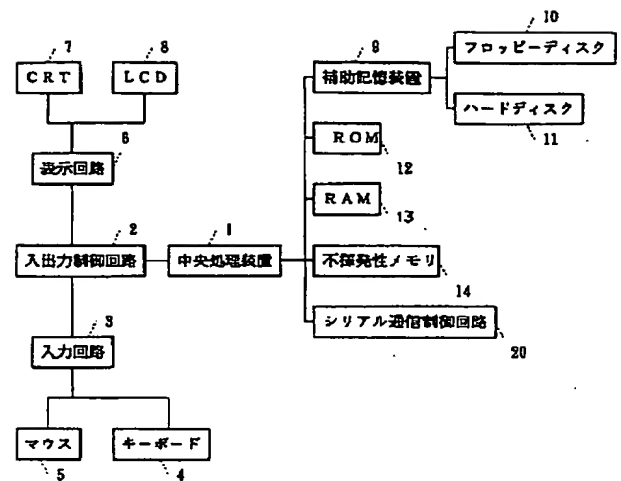 10
7
8
9
フロッピーディスク
CRT
LCD
補助記憶装置
ハードディスク
6
11
ROM
表示回路
12
RAM
2
1
13
入出力制御回路
中央処理装置
不揮発性メモリ
3
14
シリアル通信制御回路
入力回路
20
マウス
キーボード
5
4